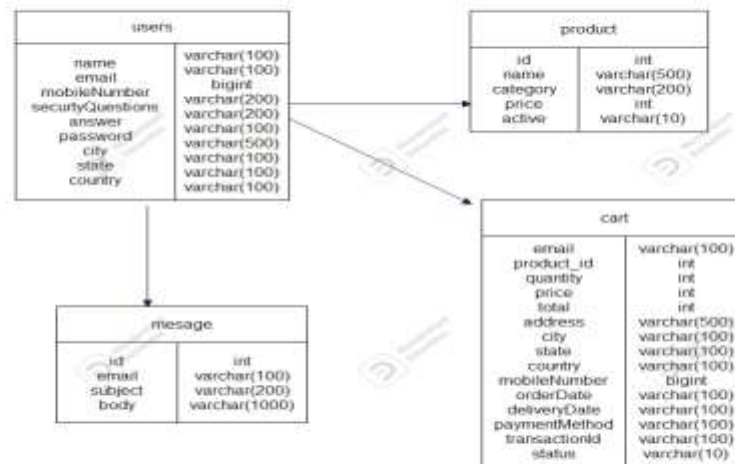 users
name
email
mobileNumber
securtyQuestions
answer
password
city
state
country
varchar(100)
varchar(100)
bigint
varchar(200)
varchar(200)
varchar(100)
varchar(500)
varchar(100)
varchar(100)
varchar(100)
product
id int
name varchar(500)
category varchar(200)
price int
active varchar(10)
mesage
id int
email varchar(100)
subject varchar(200)
body varchar(1000)
cart
email varchar(100)
product_id int
quantity int
price int
total int
address varchar(500)
city varchar(100)
state varchar(100)
country varchar(100)
mobileNumber bigint
orderDate varchar(100)
deliveryDate varchar(100)
paymentMethod varchar(100)
transactionId varchar(100)
status varchar(10)